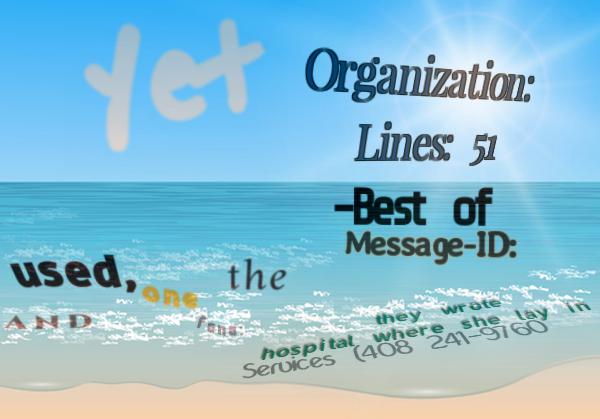 yet
Organization:
Lines: 51
-Best of
Message-ID:
used, one the
AND fans:
they wrote
hospital where she lay in
Services (408 241-9760